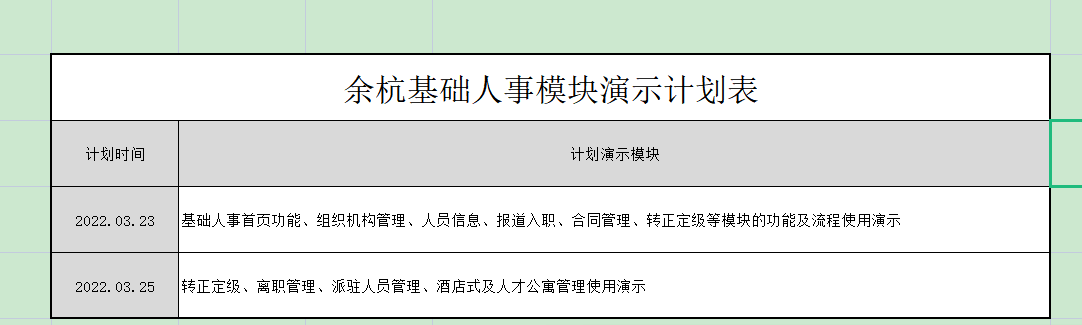 余杭基础人事模块演示计划表
计划时间 计划演示模块
2022.03.23 基础人事首页功能、组织机构管理、人员信息、报道入职、合同管理、转正定级等模块的功能及流程使用演示
2022.03.25 转正定级、离职管理、派驻人员管理、酒店式及人才公寓管理使用演示